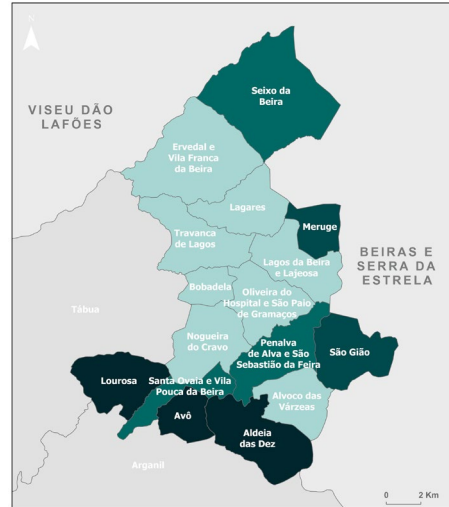 Seixo da
Beira
VISEU DÃO
LAFÕES
Ervedal e
Vila Franca
da Beira
Lagares
Meruge
Travanca
de Lagos
BEIRAS E
SERRA DA
ESTRELA
Lagos da Beira
e Lajeosa
Bobadela
Oliveira do
Hospital e São Paio
de Gramaços
Tábua
Nogueira
do Cravo
Penalva
de Alva e São
Sebastião da Feira
São Gião
Lourosa
Santa Ovaia e Vila
Pouca da Beira
Alvoco das
Várzeas
Avô
Aldeia
das Dez
Arganil
0 2 Km